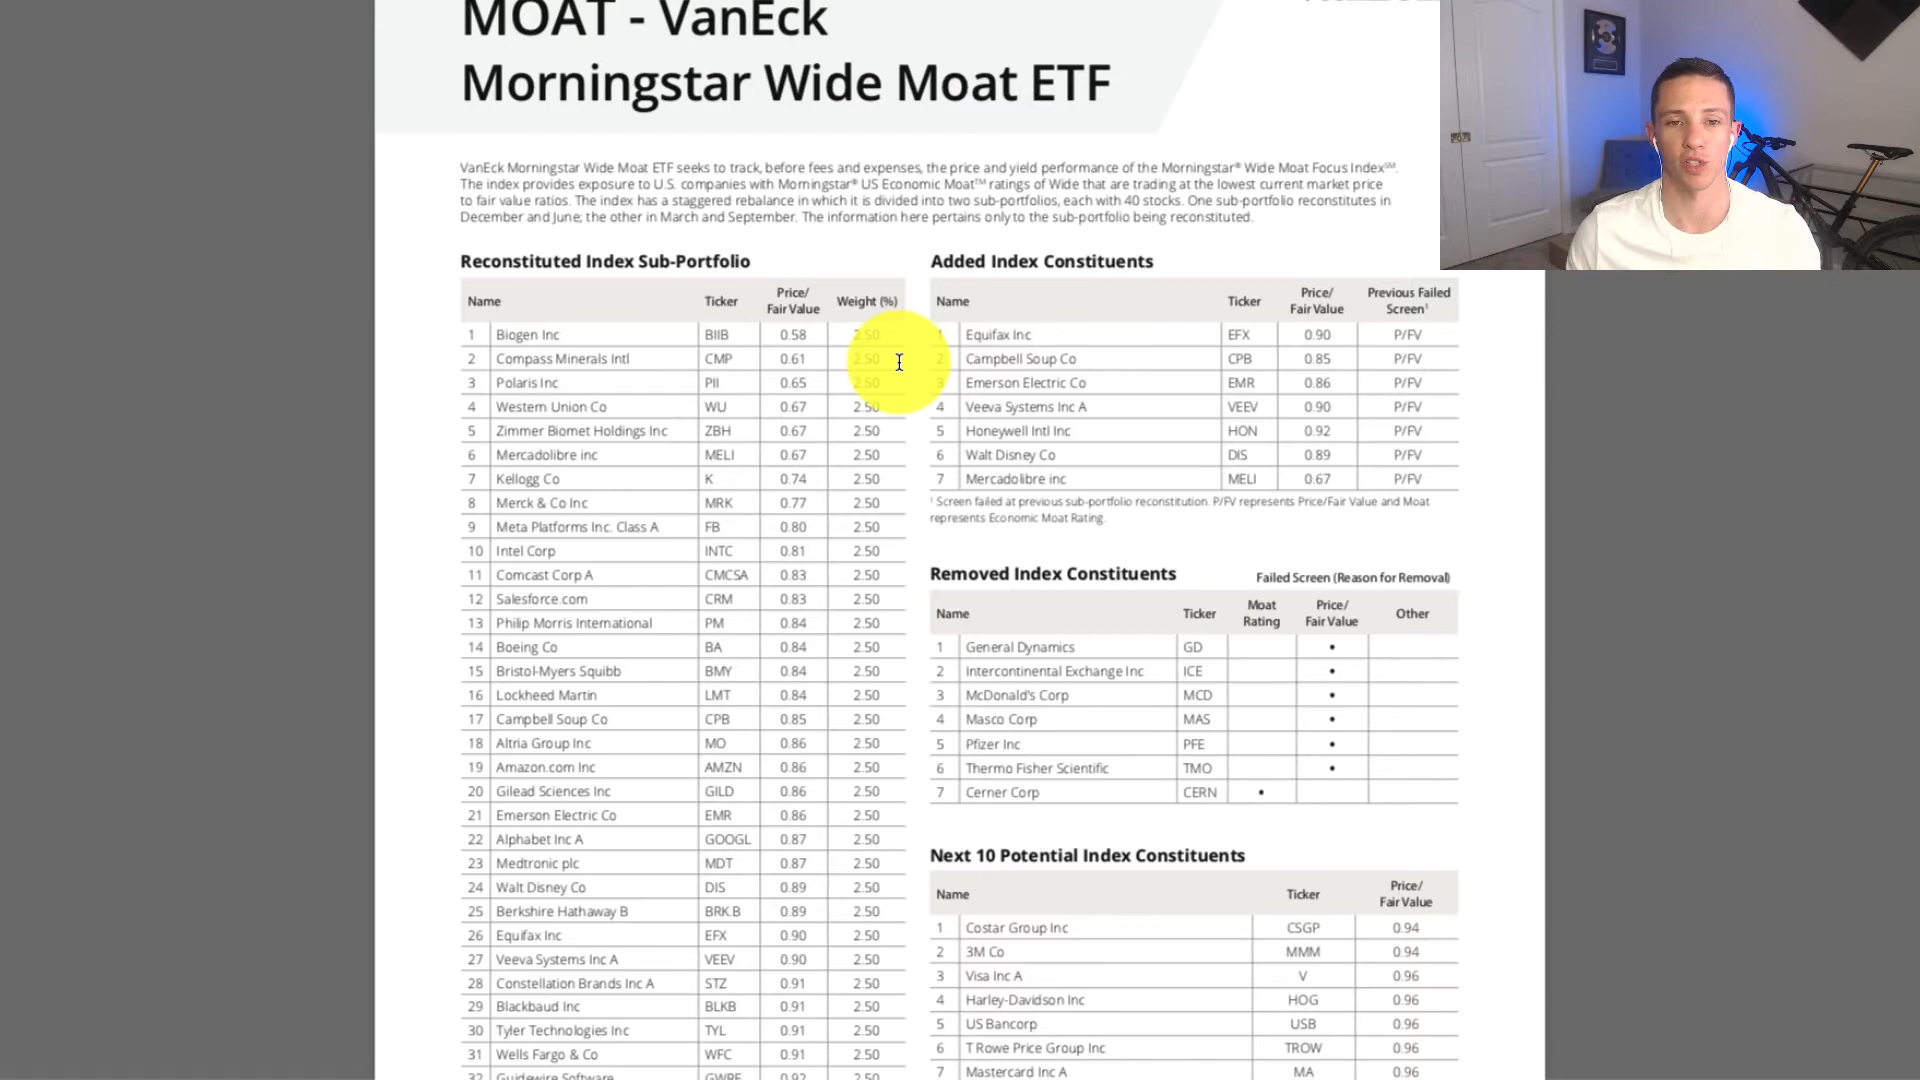 MOAT - VanEck
Morningstar Wide Moat ETF
VanEck Morningstar Wide Moat ETF seeks to track, before fees and expenses, the price and yield performance of the Morningstar® Wide Moat Focus Index℠.
The index provides exposure to U.S. companies with Morningstar® US Economic Moat™ ratings of Wide that are trading at the lowest current market price
to fair value ratios. The index has a staggered rebalance in which it is divided into two sub-portfolios, each with 40 stocks. One sub-portfolio reconstitutes in
December and June; the other in March and September. The information here pertains only to the sub-portfolio being reconstituted.
Reconstituted Index Sub-Portfolio
Name Ticker Price/ Fair Value Weight (%)
1 Biogen Inc BIIB 0.58 2.50
2 Compass Minerals Intl CMP 0.61 2.50
3 Polaris Inc PII 0.65 2.50
4 Western Union Co WU 0.67 2.50
5 Zimmer Biomet Holdings Inc ZBH 0.67 2.50
6 Mercadolibre inc MELI 0.67 2.50
7 Kellogg Co K 0.74 2.50
8 Merck & Co Inc MRK 0.77 2.50
9 Meta Platforms Inc. Class A FB 0.80 2.50
10 Intel Corp INTC 0.81 2.50
11 Comcast Corp A CMCSA 0.83 2.50
12 Salesforce.com CRM 0.83 2.50
13 Philip Morris International PM 0.84 2.50
14 Boeing Co BA 0.84 2.50
15 Bristol-Myers Squibb BMY 0.84 2.50
16 Lockheed Martin LMT 0.84 2.50
17 Campbell Soup Co CPB 0.85 2.50
18 Altria Group Inc MO 0.86 2.50
19 Amazon.com Inc AMZN 0.86 2.50
20 Gilead Sciences Inc GILD 0.86 2.50
21 Emerson Electric Co EMR 0.86 2.50
22 Alphabet Inc A GOOGL 0.87 2.50
23 Medtronic plc MDT 0.87 2.50
24 Walt Disney Co DIS 0.89 2.50
25 Berkshire Hathaway B BRK.B 0.89 2.50
26 Equifax Inc EFX 0.90 2.50
27 Veeva Systems Inc A VEEV 0.90 2.50
28 Constellation Brands Inc A STZ 0.91 2.50
29 Blackbaud Inc BLKB 0.91 2.50
30 Tyler Technologies Inc TYL 0.91 2.50
31 Wells Fargo & Co WFC 0.91 2.50
32 Guidewire Software GWRE 0.92 2.50
Added Index Constituents
Name Ticker Price/ Fair Value Previous Failed Screen¹
1 Equifax Inc EFX 0.90 P/FV
2 Campbell Soup Co CPB 0.85 P/FV
3 Emerson Electric Co EMR 0.86 P/FV
4 Veeva Systems Inc A VEEV 0.90 P/FV
5 Honeywell Intl Inc HON 0.92 P/FV
6 Walt Disney Co DIS 0.89 P/FV
7 Mercadolibre inc MELI 0.67 P/FV
¹ Screen failed at previous sub-portfolio reconstitution. P/FV represents Price/Fair Value and Moat
represents Economic Moat Rating.
Removed Index Constituents Failed Screen (Reason for Removal)
Name Ticker Moat Rating Price/ Fair Value Other
1 General Dynamics GD •
2 Intercontinental Exchange Inc ICE •
3 McDonald's Corp MCD •
4 Masco Corp MAS •
5 Pfizer Inc PFE •
6 Thermo Fisher Scientific TMO •
7 Cerner Corp CERN •
Next 10 Potential Index Constituents
Name Ticker Price/ Fair Value
1 Costar Group Inc CSGP 0.94
2 3M Co MMM 0.94
3 Visa Inc A V 0.96
4 Harley-Davidson Inc HOG 0.96
5 US Bancorp USB 0.96
6 T Rowe Price Group Inc TROW 0.96
7 Mastercard Inc A MA 0.96